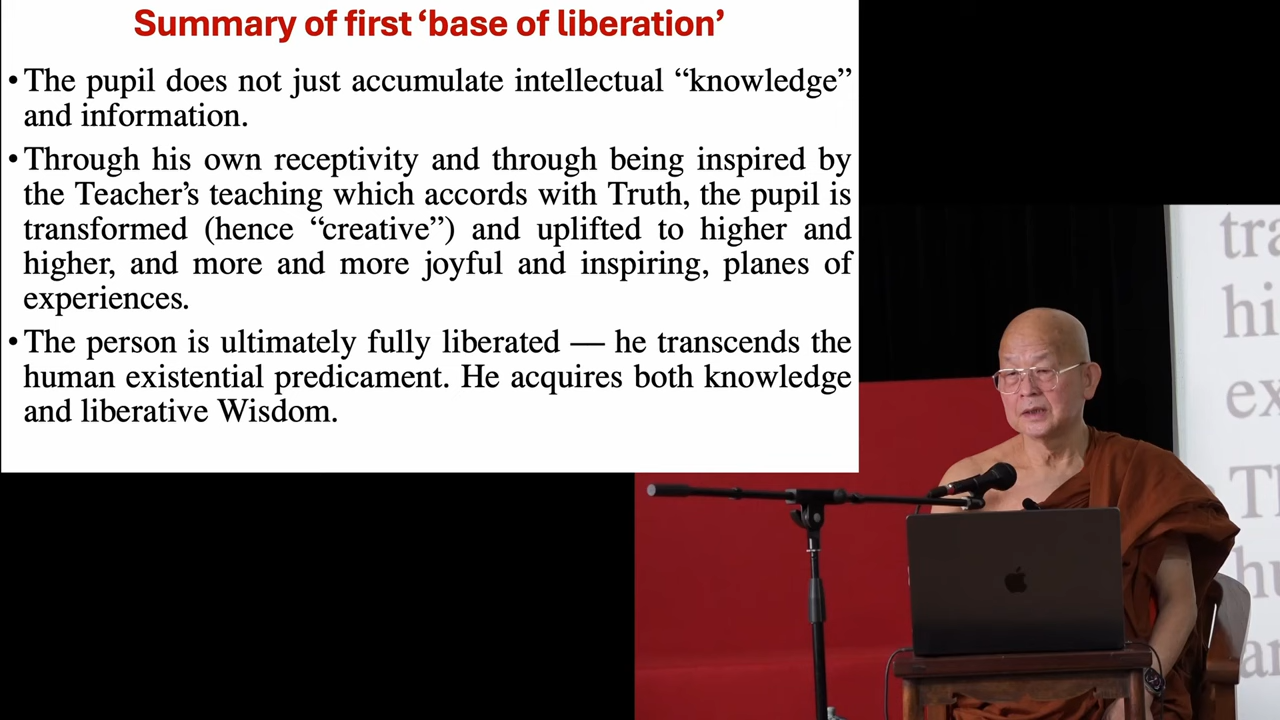 Summary of first ‘base of liberation’
•The pupil does not just accumulate intellectual “knowledge”
and information.
•Through his own receptivity and through being inspired by
the Teacher’s teaching which accords with Truth, the pupil is
transformed (hence “creative”) and uplifted to higher and
higher, and more and more joyful and inspiring, planes of
experiences.
•The person is ultimately fully liberated — he transcends the
human existential predicament. He acquires both knowledge
and liberative Wisdom.